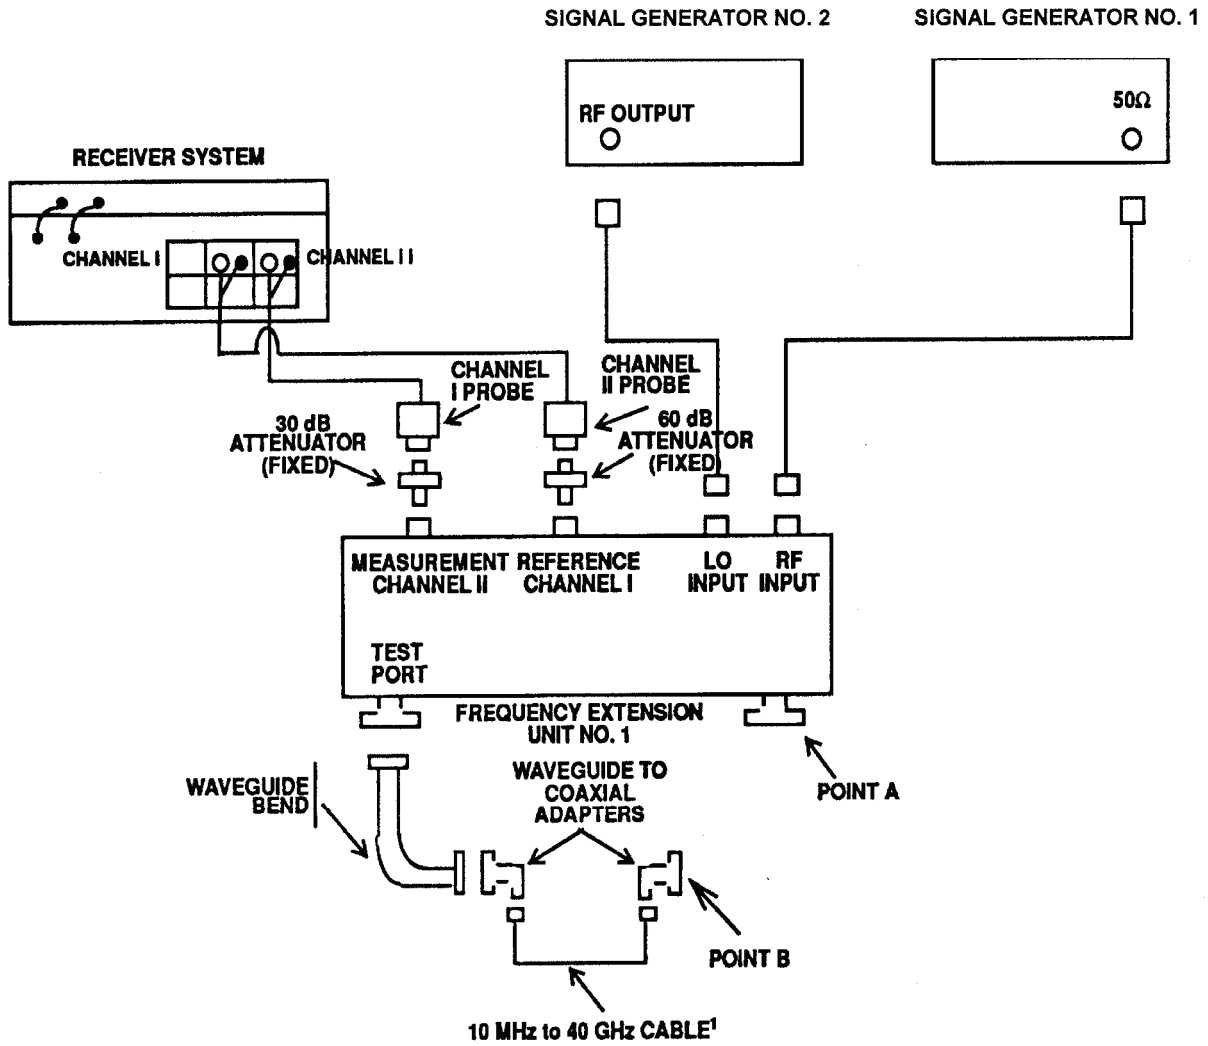 SIGNAL GENERATOR NO. 2
SIGNAL GENERATOR NO. 1
RF OUTPUT
50Ω
RECEIVER SYSTEM
CHANNEL I
CHANNEL II
CHANNEL
I PROBE
CHANNEL
II PROBE
30 dB
ATTENUATOR
(FIXED)
60 dB
ATTENUATOR
(FIXED)
MEASUREMENT
CHANNEL II
REFERENCE
CHANNEL I
LO
INPUT
RF
INPUT
TEST
PORT
FREQUENCY EXTENSION
UNIT NO. 1
POINT A
WAVEGUIDE
BEND
WAVEGUIDE TO
COAXIAL
ADAPTERS
POINT B
10 MHz to 40 GHz CABLE¹